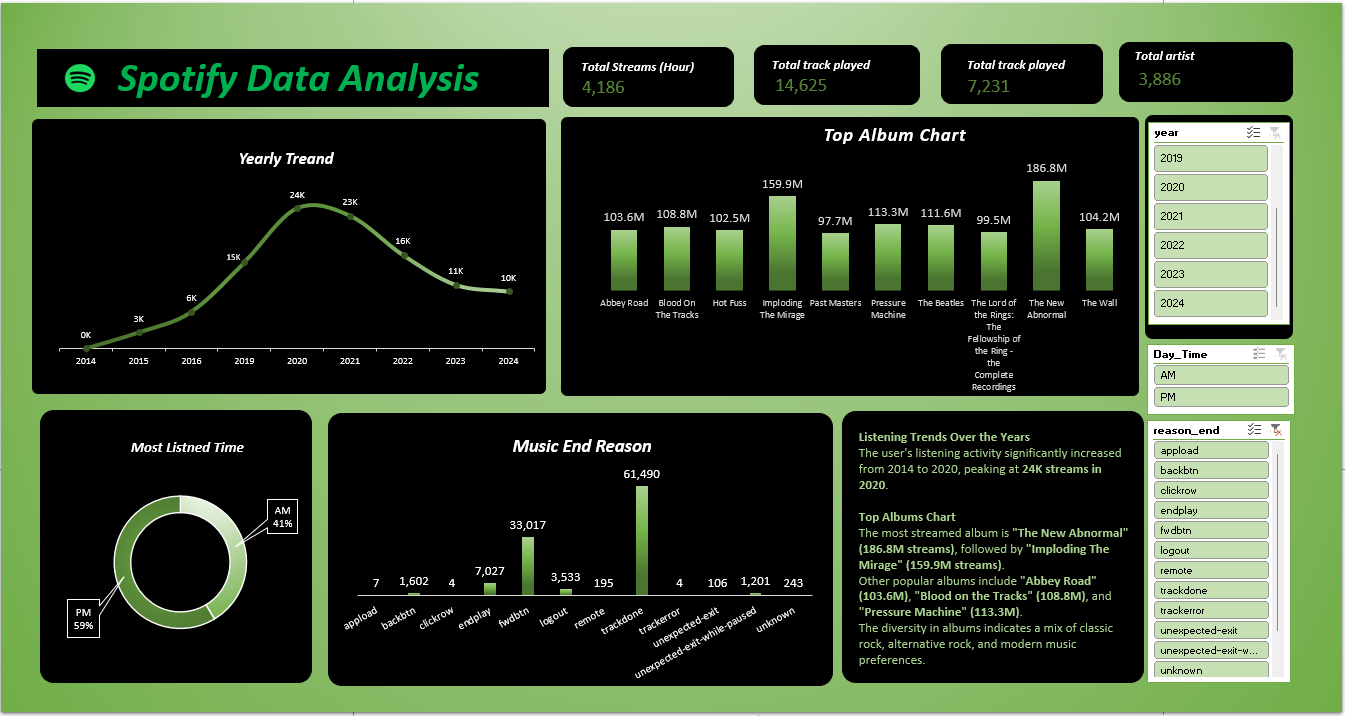 Spotify Data Analysis
Total Streams (Hour)
4,186
Total track played
14,625
Total track played
7,231
Total artist
3,886
Yearly Treand
0K
3K
6K
15K
24K
23K
16K
11K
10K
2014 2015 2016 2019 2020 2021 2022 2023 2024
Top Album Chart
103.6M 108.8M 102.5M 159.9M 97.7M 113.3M 111.6M 99.5M 186.8M 104.2M
Abbey Road
Blood On
The Tracks
Hot Fuss
Imploding
The Mirage
Past Masters
Pressure
Machine
The Beatles
The Lord of
the Rings:
The
Fellowship of
the Ring -
the
Complete
Recordings
The New
Abnormal
The Wall
year
2019
2020
2021
2022
2023
2024
Day_Time
AM
PM
Most Listned Time
AM
41%
PM
59%
Music End Reason
7 1,602 4 7,027 33,017 3,533 195 61,490 4 106 1,201 243
appload
backbtn
clickrow
endplay
fwdbtn
logout
remote
trackdone
trackerror
unexpected-exit
unexpected-exit-while-paused
unknown
Listening Trends Over the Years
The user's listening activity significantly increased
from 2014 to 2020, peaking at 24K streams in
2020.
Top Albums Chart
The most streamed album is "The New Abnormal"
(186.8M streams), followed by "Imploding The
Mirage" (159.9M streams).
Other popular albums include "Abbey Road"
(103.6M), "Blood on the Tracks" (108.8M), and
"Pressure Machine" (113.3M).
The diversity in albums indicates a mix of classic
rock, alternative rock, and modern music
preferences.
reason_end
appload
backbtn
clickrow
endplay
fwdbtn
logout
remote
trackdone
trackerror
unexpected-exit
unexpected-exit-w...
unknown